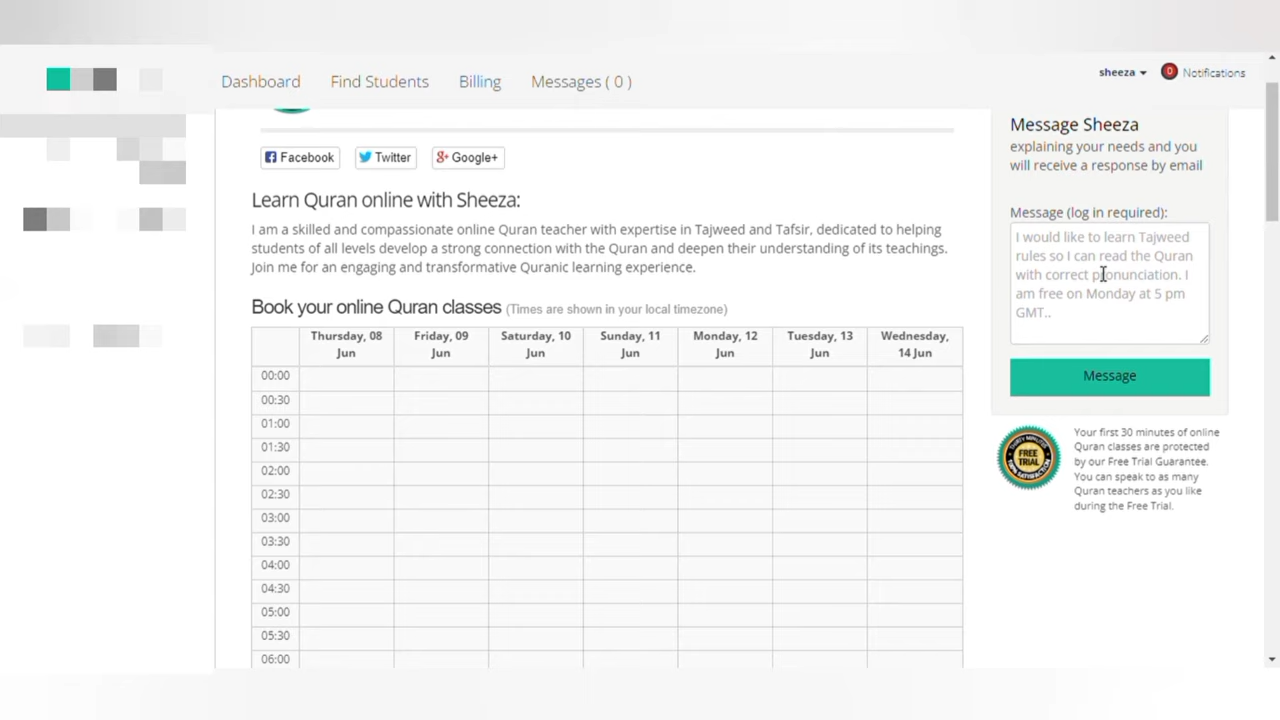 Dashboard Find Students Billing Messages ( 0 )
sheeza
0 Notifications
Facebook Twitter Google+
Learn Quran online with Sheeza:
I am a skilled and compassionate online Quran teacher with expertise in Tajweed and Tafsir, dedicated to helping
students of all levels develop a strong connection with the Quran and deepen their understanding of its teachings.
Join me for an engaging and transformative Quranic learning experience.
Book your online Quran classes (Times are shown in your local timezone)
Thursday, 08 Friday, 09 Saturday, 10 Sunday, 11 Monday, 12 Tuesday, 13 Wednesday,
Jun Jun Jun Jun Jun Jun 14 Jun
00:00
00:30
01:00
01:30
02:00
02:30
03:00
03:30
04:00
04:30
05:00
05:30
06:00
Message Sheeza
explaining your needs and you
will receive a response by email
Message (log in required):
I would like to learn Tajweed
rules so I can read the Quran
with correct pronunciation. I
am free on Monday at 5 pm
GMT..
Message
FREE
TRIAL
Your first 30 minutes of online
Quran classes are protected
by our Free Trial Guarantee.
You can speak to as many
Quran teachers as you like
during the Free Trial.